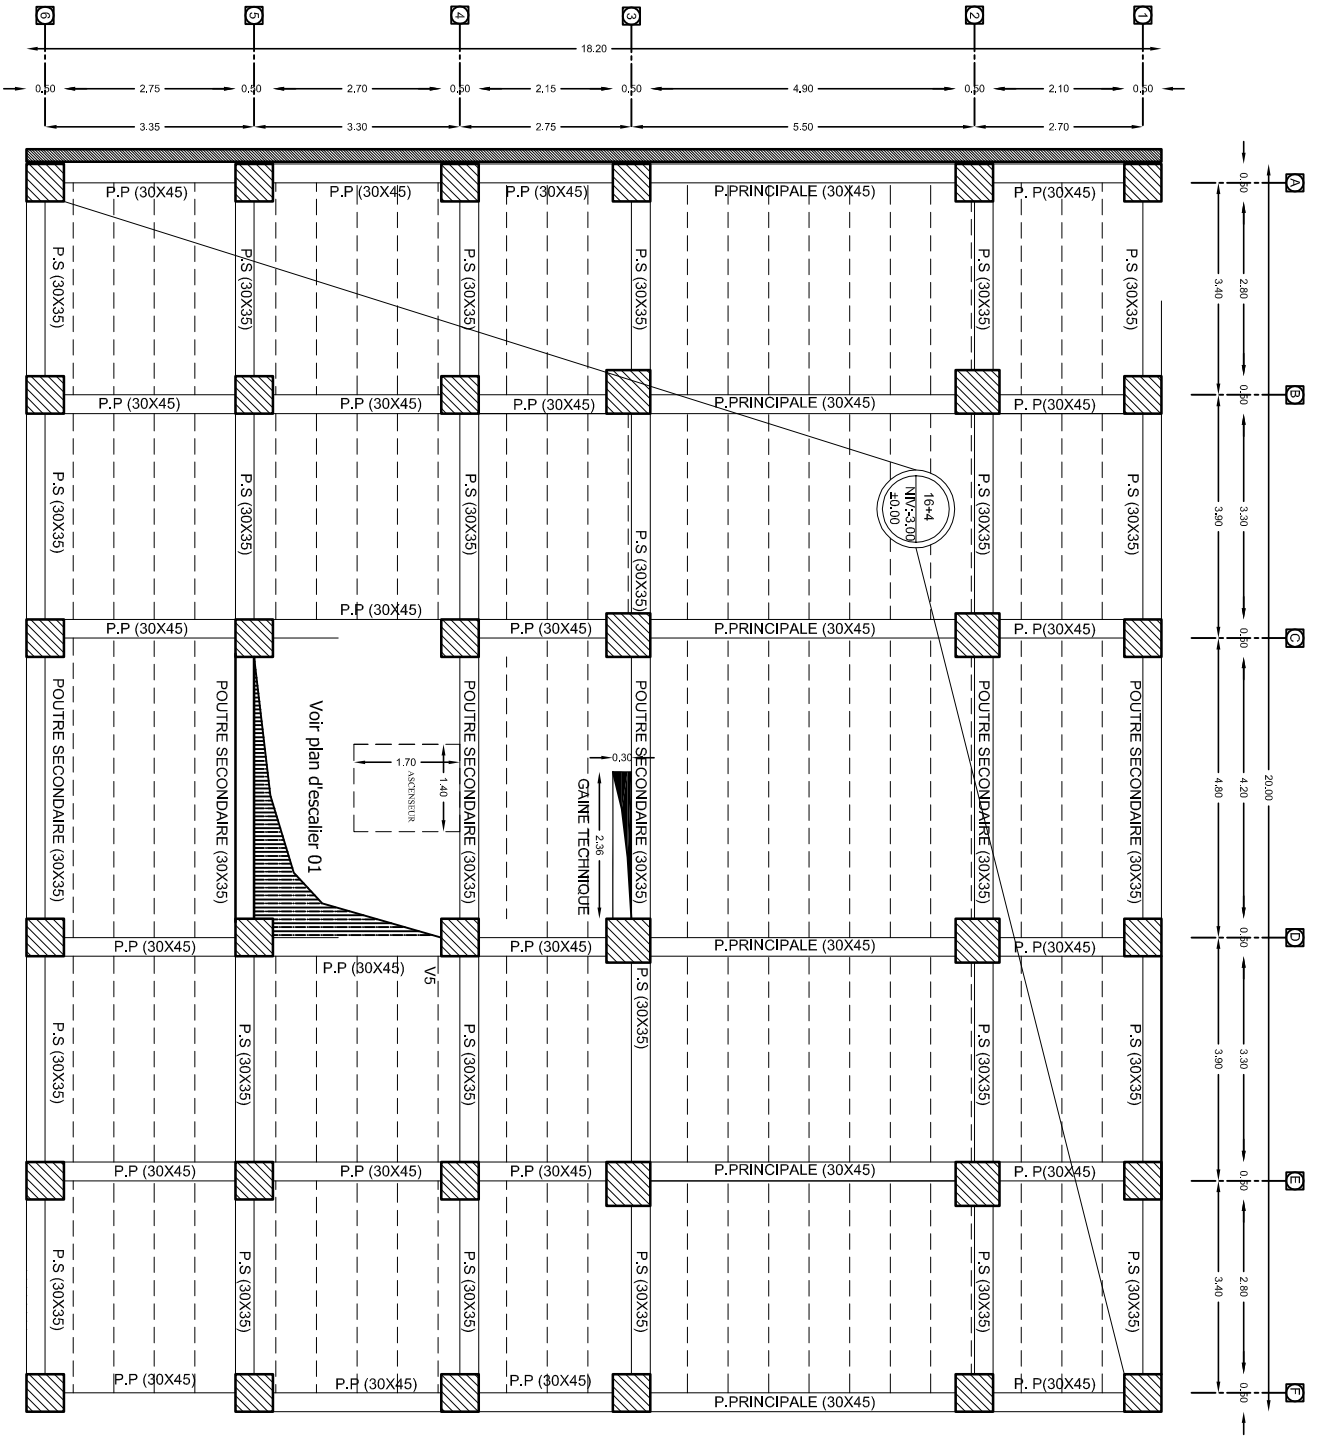 6
5
4
3
2
1
18.20
0.50
2.75
0.50
2.70
0.50
2.15
0.50
4.90
0.50
2.10
0.50
3.35
3.30
2.75
5.50
2.70
P.P (30X45)
P.P (30X45)
P.P (30X45)
P.PRINCIPALE (30X45)
P. P(30X45)
P.S (30X35)
P.S (30X35)
P.S (30X35)
P.S (30X35)
P.S (30X35)
P.S (30X35)
P.P (30X45)
P.P (30X45)
P.P (30X45)
P.PRINCIPALE (30X45)
P. P(30X45)
P.S (30X35)
P.S (30X35)
P.S (30X35)
P.S (30X35)
P.S (30X35)
P.S (30X35)
16+4
NIV:-3.00
±0.00
P.P (30X45)
P.P (30X45)
P.P (30X45)
P.PRINCIPALE (30X45)
P. P(30X45)
POUTRE SECONDAIRE (30X35)
POUTRE SECONDAIRE (30X35)
POUTRE SECONDAIRE (30X35)
POUTRE SECONDAIRE (30X35)
POUTRE SECONDAIRE (30X35)
POUTRE SECONDAIRE (30X35)
Voir plan d'escalier 01
1.70
1.40
ASCENSEUR
0.30
2.36
GAINE TECHNIQUE
P.P (30X45)
P.P (30X45)
V5
P.P (30X45)
P.PRINCIPALE (30X45)
P. P(30X45)
P.S (30X35)
P.S (30X35)
P.S (30X35)
P.S (30X35)
P.S (30X35)
P.S (30X35)
P.P (30X45)
P.P (30X45)
P.P (30X45)
P.PRINCIPALE (30X45)
P. P(30X45)
P.S (30X35)
P.S (30X35)
P.S (30X35)
P.S (30X35)
P.S (30X35)
P.P (30X45)
P.P (30X45)
P.P (30X45)
P.PRINCIPALE (30X45)
P. P(30X45)
A
B
C
D
E
F
20.00
0.50
2.80
0.50
3.30
0.50
4.20
0.50
3.30
0.50
2.80
0.50
3.40
3.90
4.80
3.90
3.40